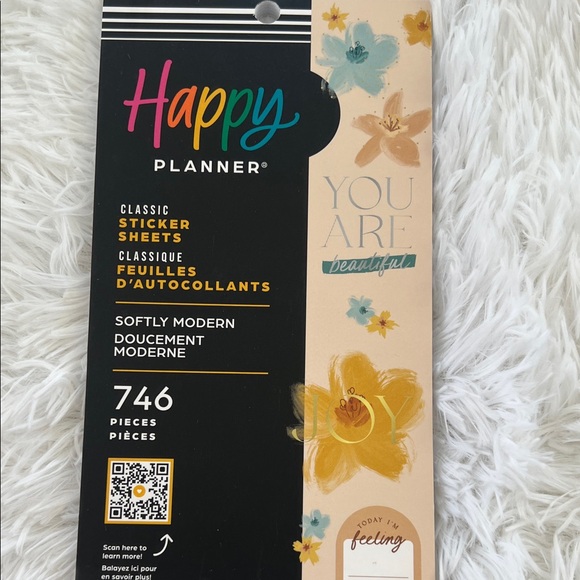 Happy
PLANNER®
CLASSIC
STICKER
SHEETS
CLASSIQUE
FEUILLES
D'AUTOCOLLANTS
SOFTLY MODERN
DOUCEMENT
MODERNE
746
PIECES
PIÈCES
Scan here to
learn more!
Balayez ici pour
en savoir plus!
YOU
ARE
beautiful.
JOY
TODAY I'M
feeling